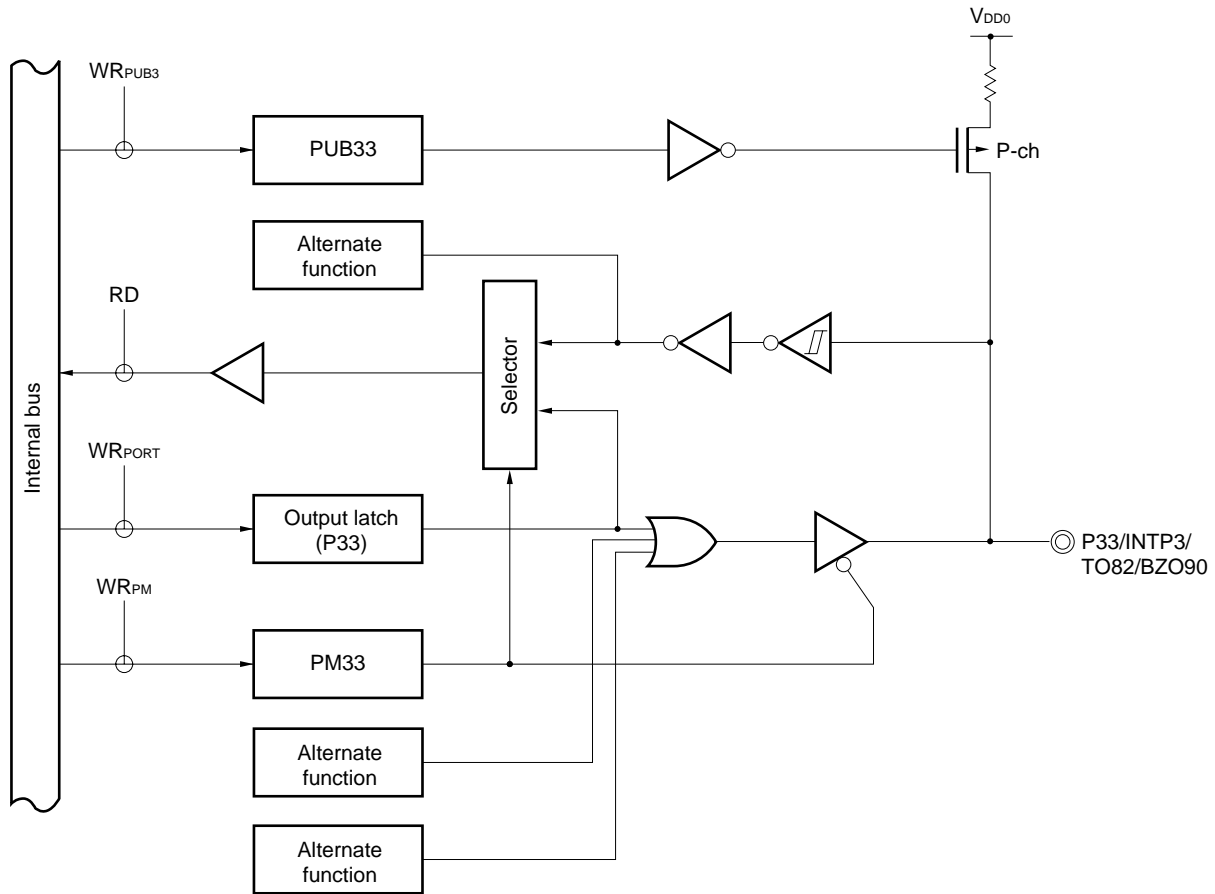 VDD0
WRPUB3
PUB33
P-ch
Alternate
function
RD
Selector
Internal bus
WRPORT
Output latch
(P33)
P33/INTP3/
TO82/BZO90
WRPM
PM33
Alternate
function
Alternate
function